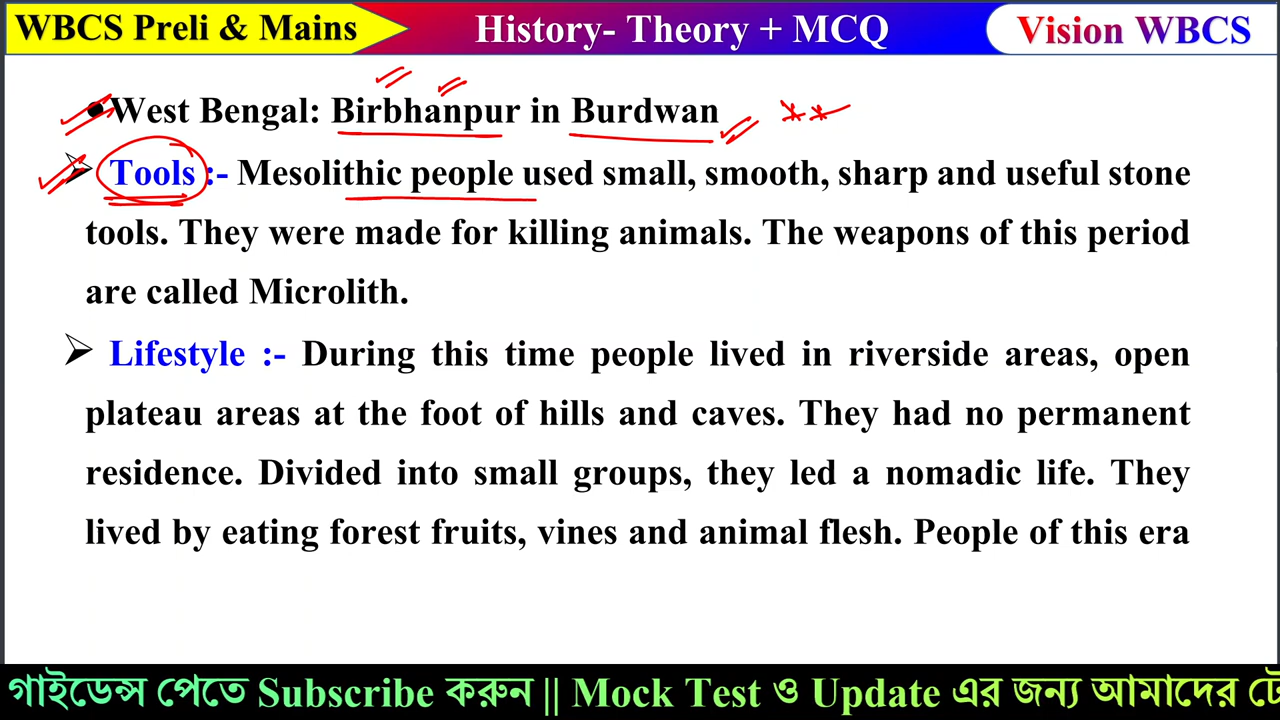 WBCS Preli & Mains
History- Theory + MCQ
Vision WBCS
West Bengal: Birbhanpur in Burdwan
Tools :- Mesolithic people used small, smooth, sharp and useful stone
tools. They were made for killing animals. The weapons of this period
are called Microlith.
Lifestyle :- During this time people lived in riverside areas, open
plateau areas at the foot of hills and caves. They had no permanent
residence. Divided into small groups, they led a nomadic life. They
lived by eating forest fruits, vines and animal flesh. People of this era
গাইডেন্স পেতে Subscribe করুন || Mock Test ও Update এর জন্য আমাদের